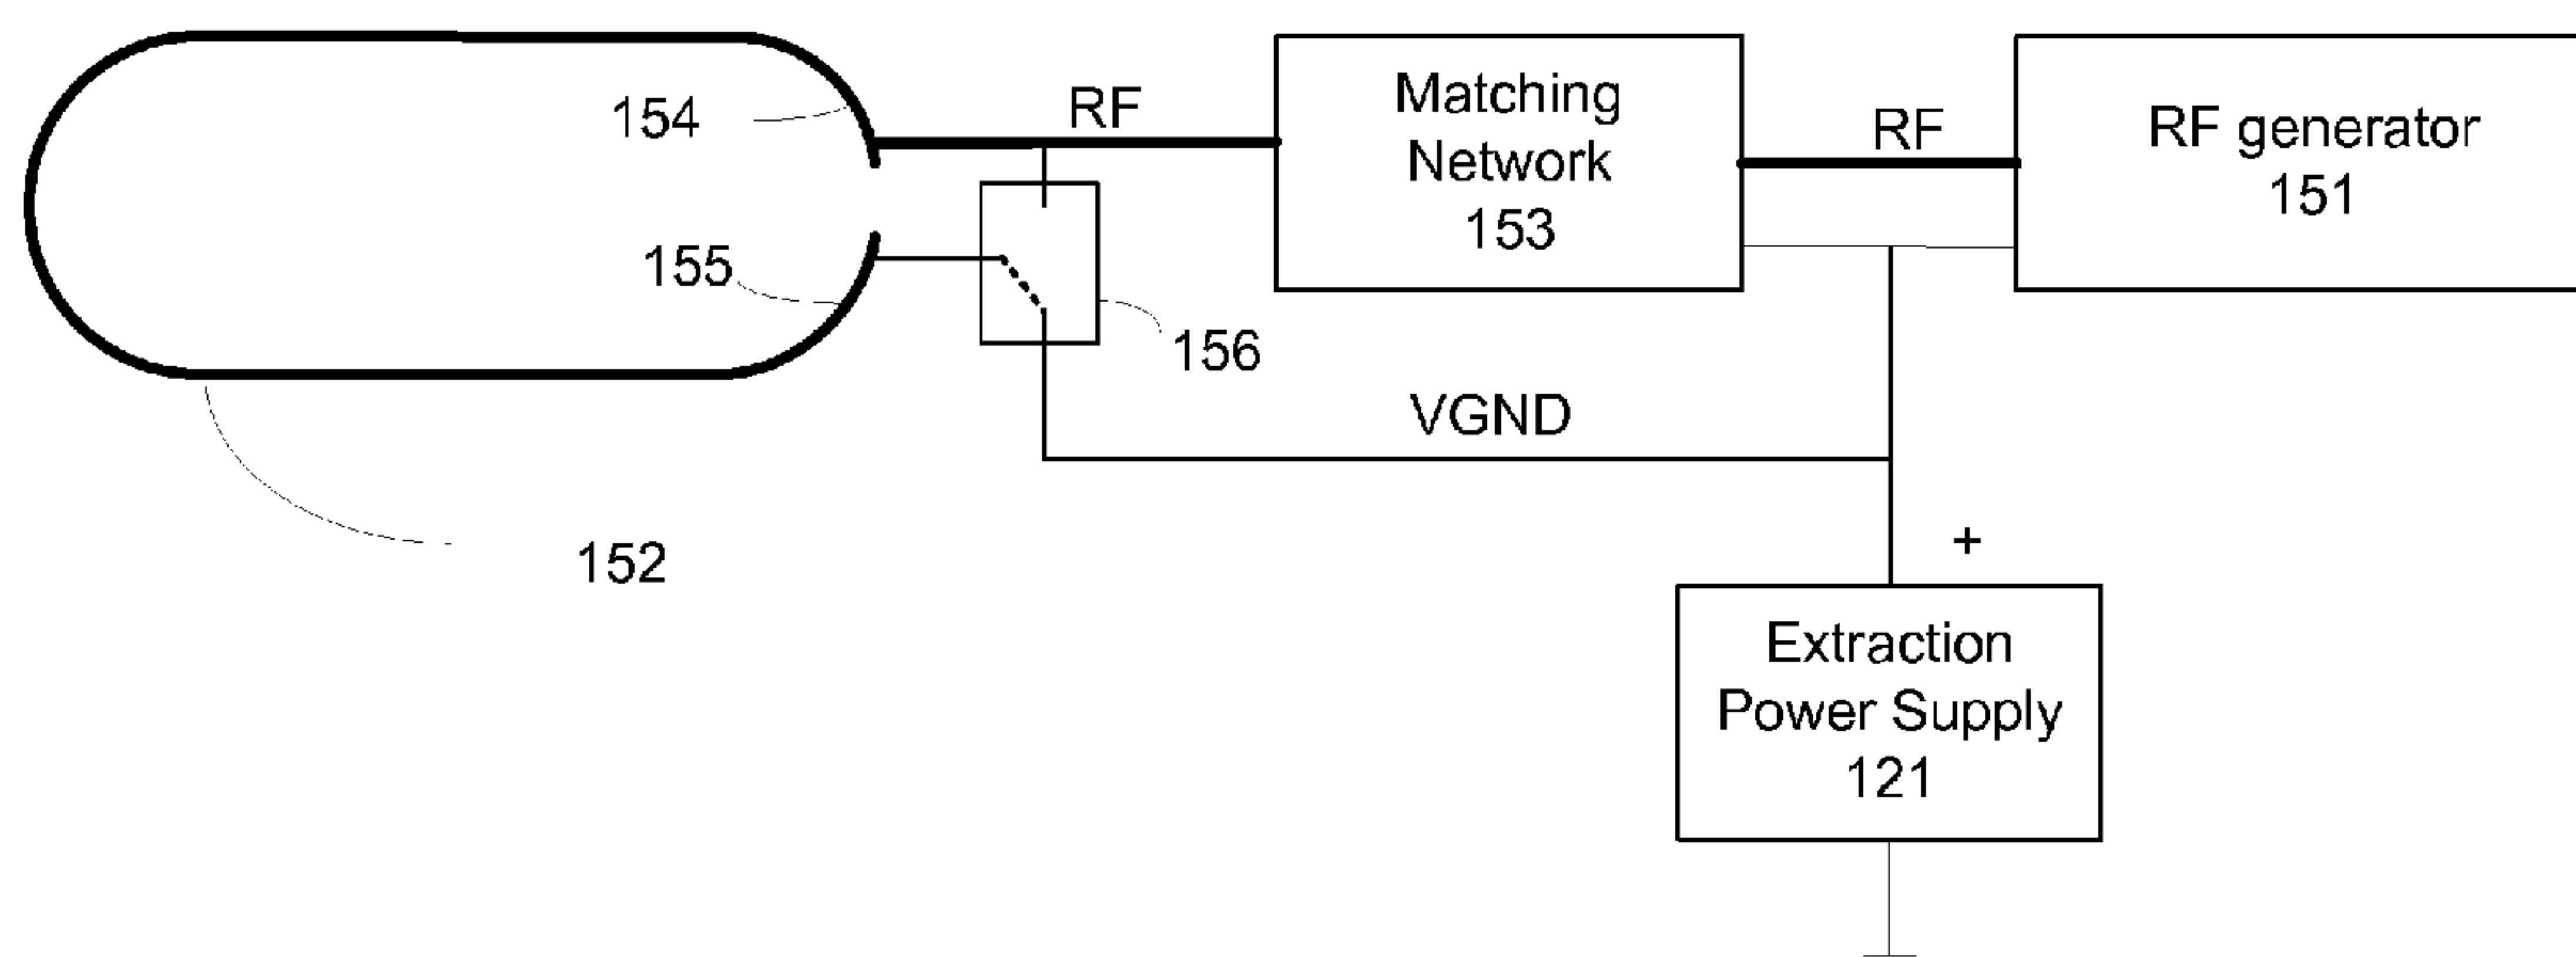 154
155
152
RF
156
Matching
Network
153
VGND
RF
RF generator
151
+
Extraction
Power Supply
121